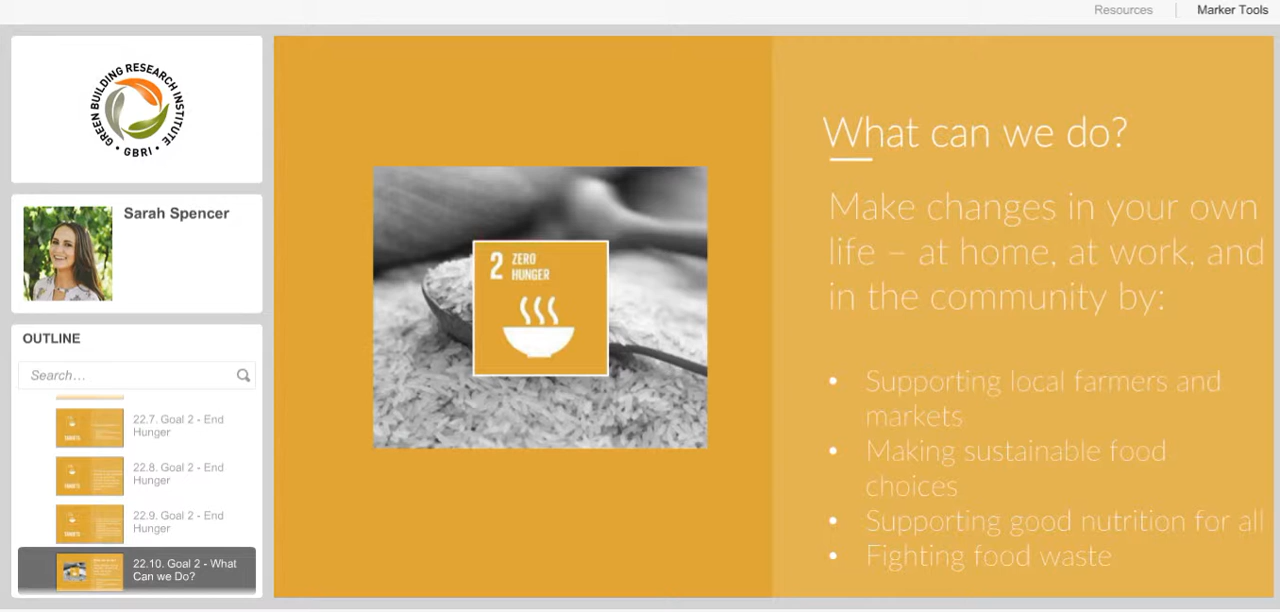 Resources
Marker Tools
GREEN BUILDING RESEARCH INSTITUTE
• GBRI •
Sarah Spencer
OUTLINE
Search...
22.7. Goal 2 - End
Hunger
22.8. Goal 2 - End
Hunger
22.9. Goal 2 - End
Hunger
22.10. Goal 2 - What
Can we Do?
2 ZERO
HUNGER
What can we do?
Make changes in your own
life – at home, at work, and
in the community by:
• Supporting local farmers and
markets
• Making sustainable food
choices
• Supporting good nutrition for all
• Fighting food waste